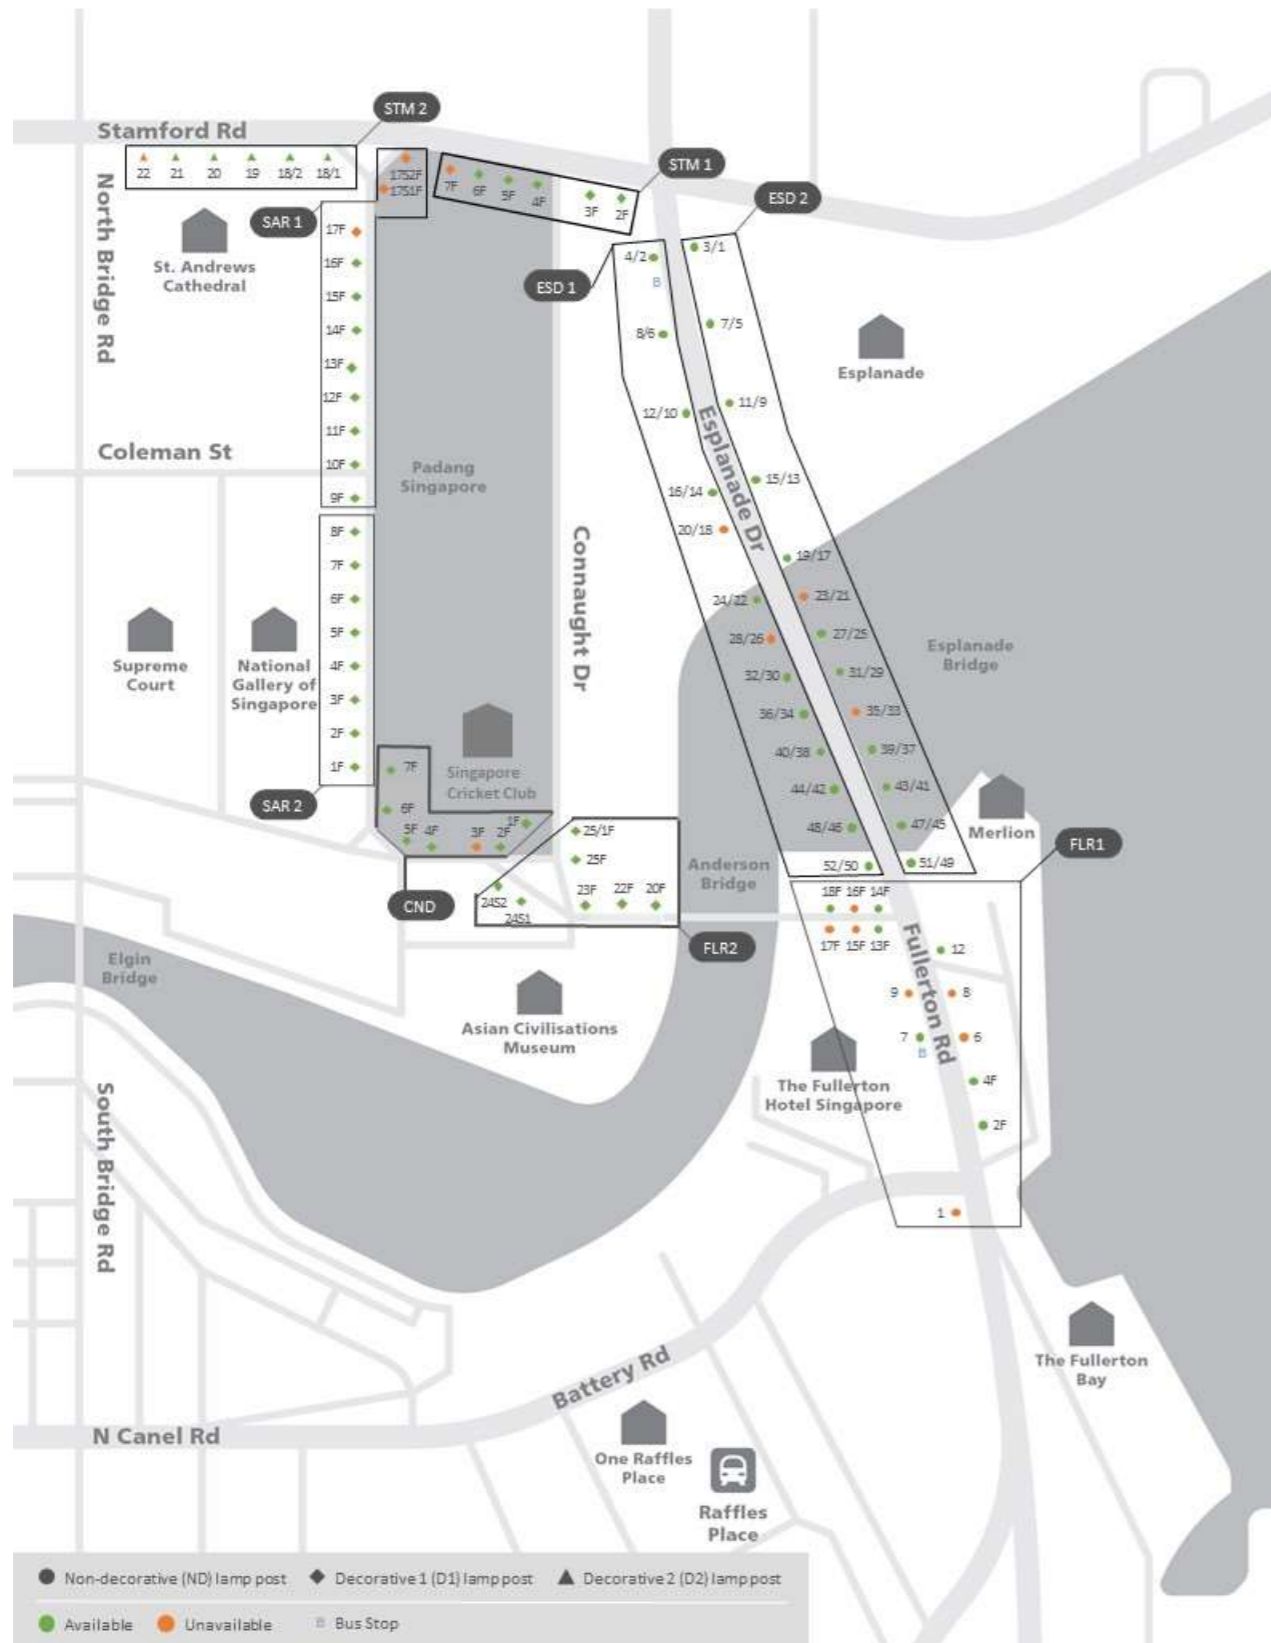 STM 2
Stamford Rd
22 21 20 19 18/2 18/1
17S2F
17S1F
7F 6F 5F 4F 3F 2F
STM 1
ESD 2
SAR 1
North Bridge Rd
St. Andrews
Cathedral
17F
16F
15F
14F
13F
12F
11F
10F
9F
4/2
B
ESD 1
8/6
12/10
16/14
20/18
24/22
28/26
32/30
36/34
40/38
44/42
48/46
52/50
3/1
7/5
11/9
15/13
19/17
23/21
27/25
31/29
35/33
39/37
43/41
47/45
51/49
Esplanade
Esplanade Dr
Coleman St
Padang
Singapore
Connaught Dr
8F
7F
6F
5F
4F
3F
2F
1F
Supreme
Court
National
Gallery of
Singapore
Esplanade
Bridge
SAR 2
7F
6F
5F 4F 3F 2F 1F
Singapore
Cricket Club
Merlion
FLR1
25/1F
25F
23F 22F 20F
24S2
24S1
CND
FLR2
Anderson
Bridge
18F 16F 14F
17F 15F 13F
12
9 8
7 6
B
4F
2F
1
Fullerton Rd
Elgin
Bridge
Asian Civilisations
Museum
The Fullerton
Hotel Singapore
South Bridge Rd
The Fullerton
Bay
Battery Rd
N Canel Rd
One Raffles
Place
Raffles
Place
Non-decorative (ND) lamp post Decorative 1 (D1) lamp post Decorative 2 (D2) lamp post
Available Unavailable B Bus Stop